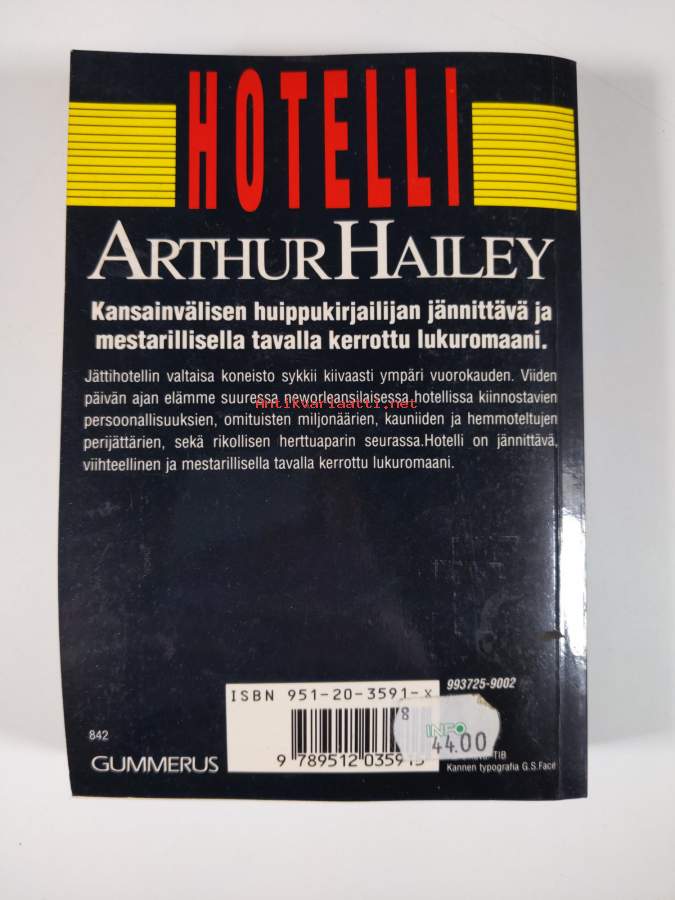 HOTELLI
ARTHUR HAILEY
Kansainvälisen huippukirjailijan jännittävä ja
mestarillisella tavalla kerrottu lukuromaani.
Jättihotellin valtaisa koneisto sykkii kiivaasti ympäri vuorokauden. Viiden
päivän ajan elämme suuressa neworleansilaisessa hotellissa kiinnostavien
Antikvariaatti.net
persoonallisuuksien, omituisten miljonäärien, kauniiden ja hemmoteltujen
perijättärien, sekä rikollisen herttuaparin seurassa.Hotelli on jännittävä,
viihteellinen ja mestarillisella tavalla kerrottu lukuromaani.
ISBN 951-20-3591-x
993725-9002
8
INFO
44.00
842
GUMMERUS
9 789512 035915
TIB
Kannen typografia G.S.Face